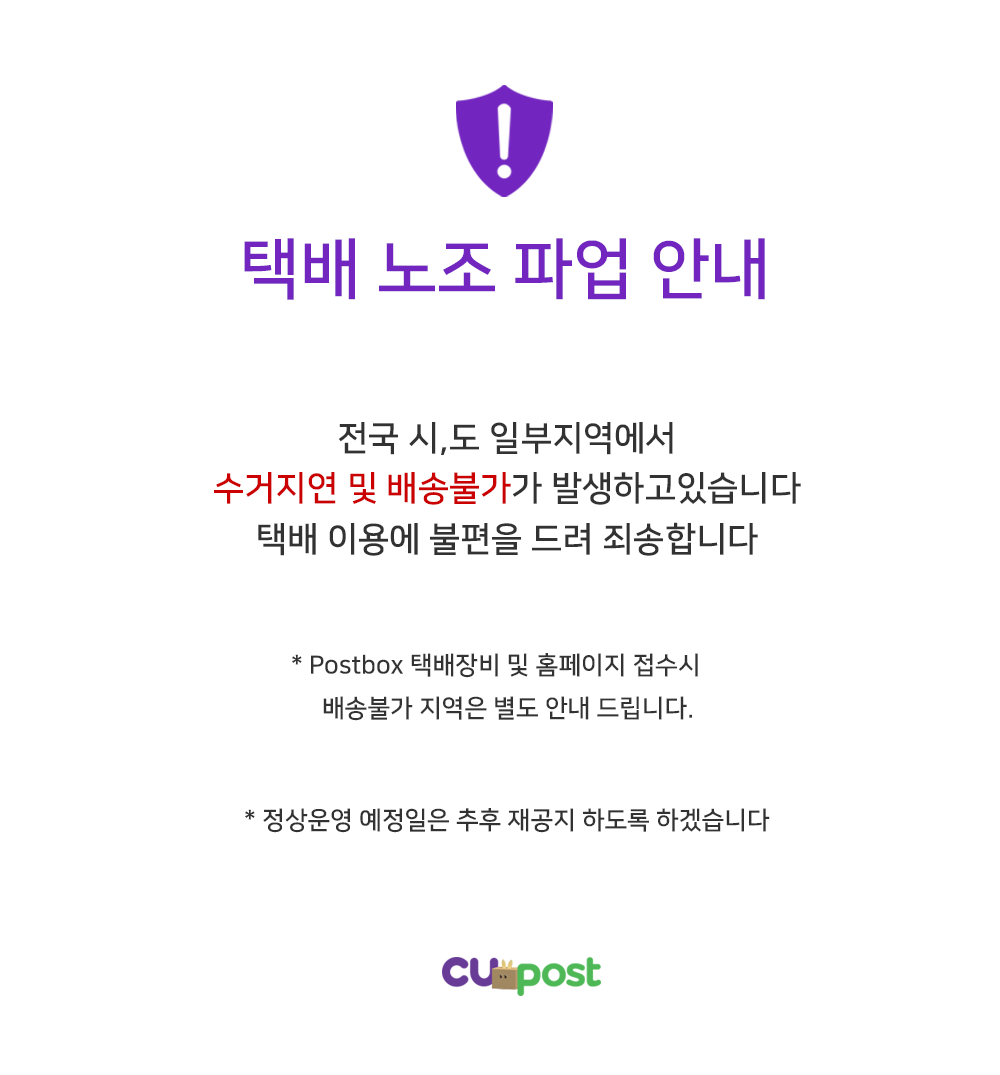 택배 노조 파업 안내
전국 시,도 일부지역에서
수거지연 및 배송불가가 발생하고있습니다
택배 이용에 불편을 드려 죄송합니다
* Postbox 택배장비 및 홈페이지 접수시
배송불가 지역은 별도 안내 드립니다.
* 정상운영 예정일은 추후 재공지 하도록 하겠습니다
CU post